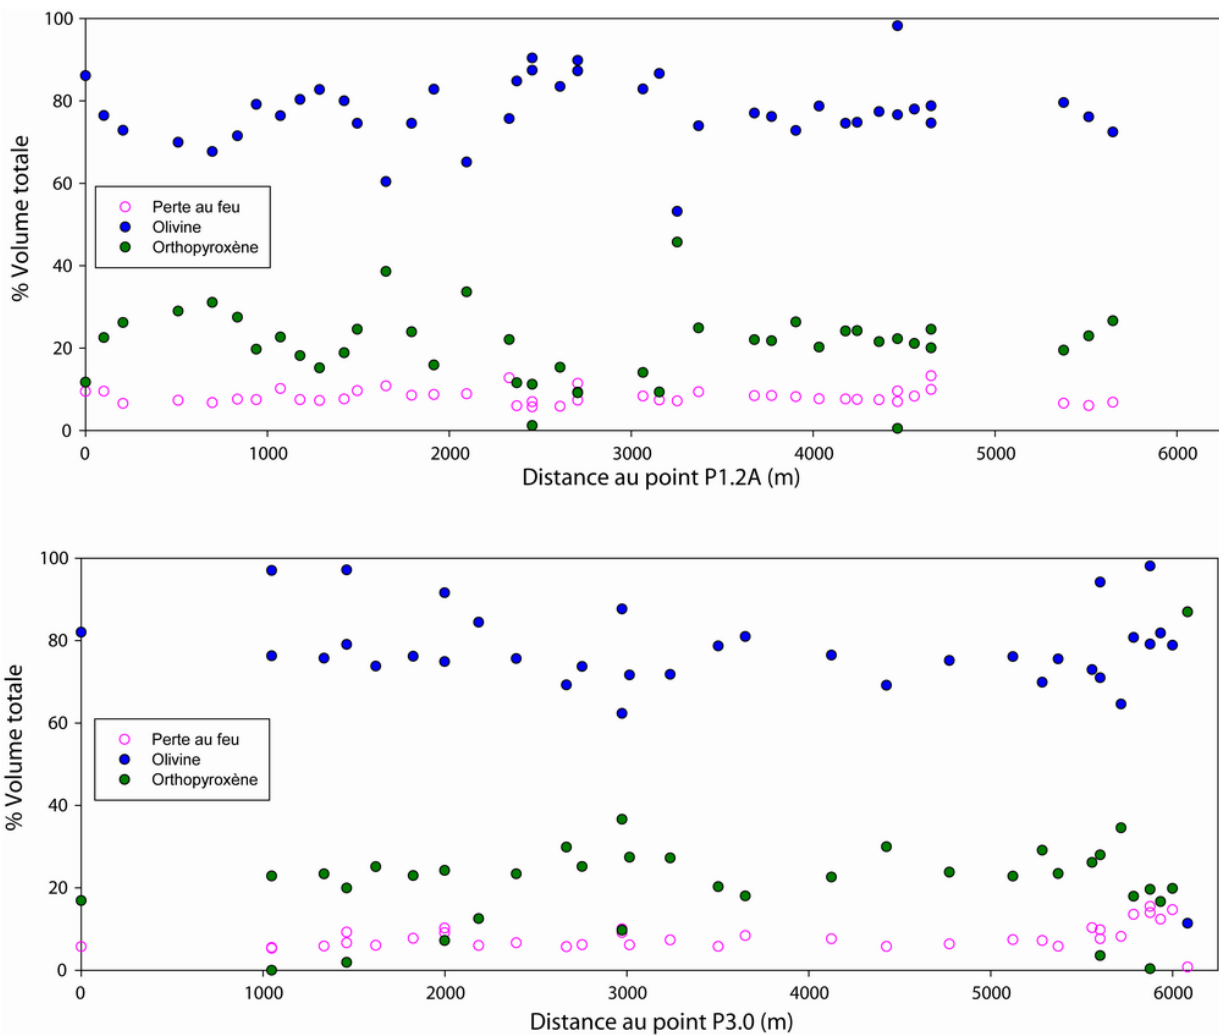 100
80
60
40
20
0
% Volume totale
Perte au feu
Olivine
Orthopyroxène
0 1000 2000 3000 4000 5000 6000
Distance au point P1.2A (m)
100
80
60
40
20
0
% Volume totale
Perte au feu
Olivine
Orthopyroxène
0 1000 2000 3000 4000 5000 6000
Distance au point P3.0 (m)